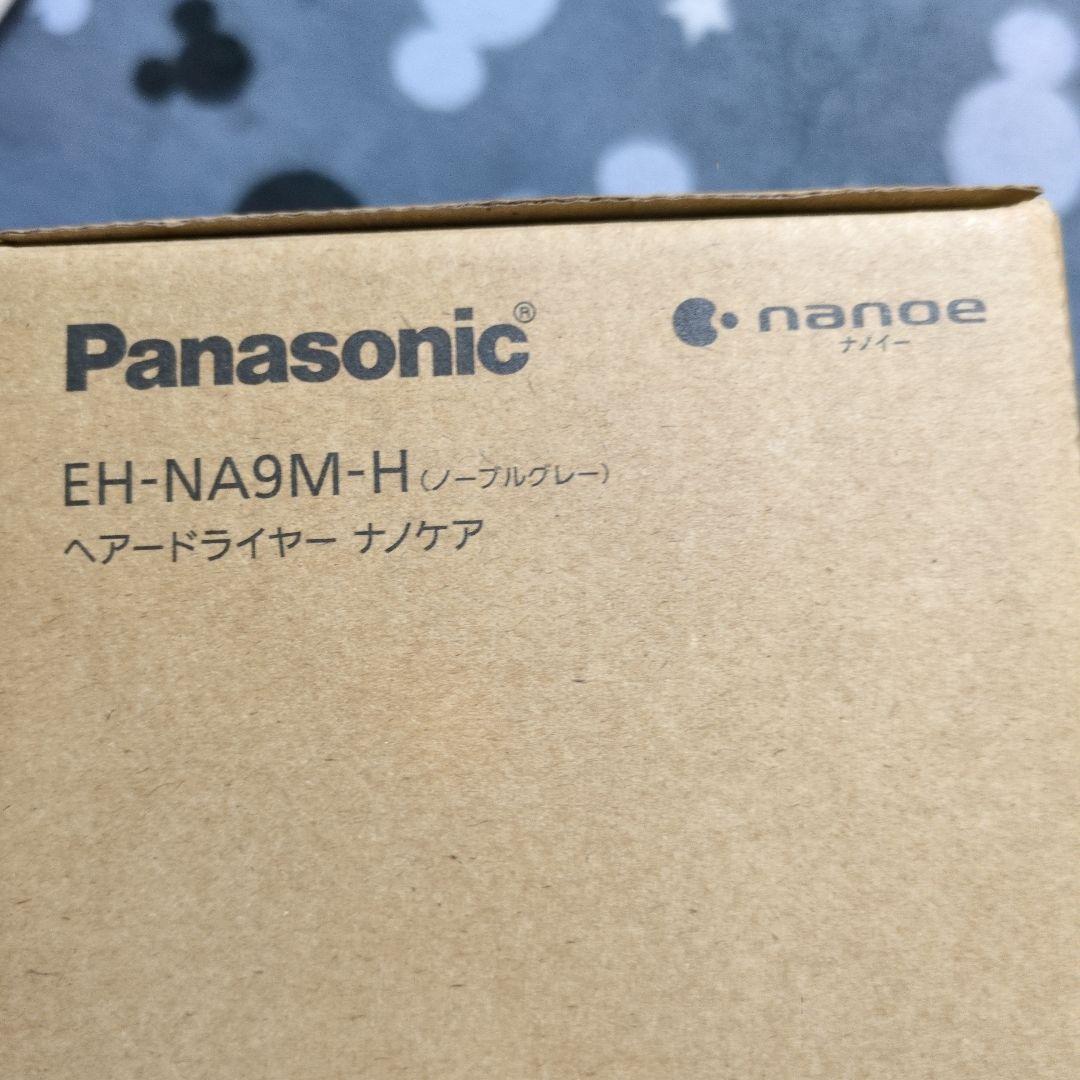 Panasonic®
nanoe
ナノイー
EH-NA9M-H(ノーブルグレー)
ヘアードライヤー ナノケア